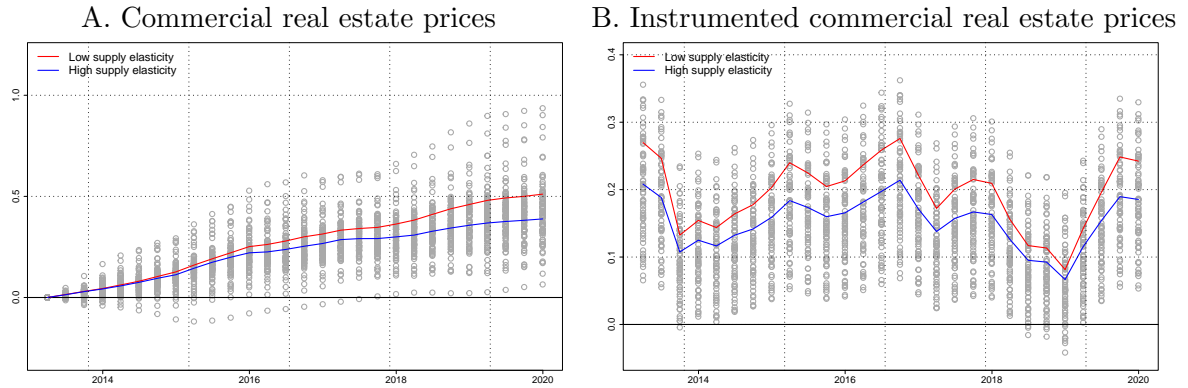 A. Commercial real estate prices
Low supply elasticity
High supply elasticity
1.0
0.5
0.0
2014 2016 2018 2020
B. Instrumented commercial real estate prices
Low supply elasticity
High supply elasticity
0.4
0.3
0.2
0.1
0.0
2014 2016 2018 2020